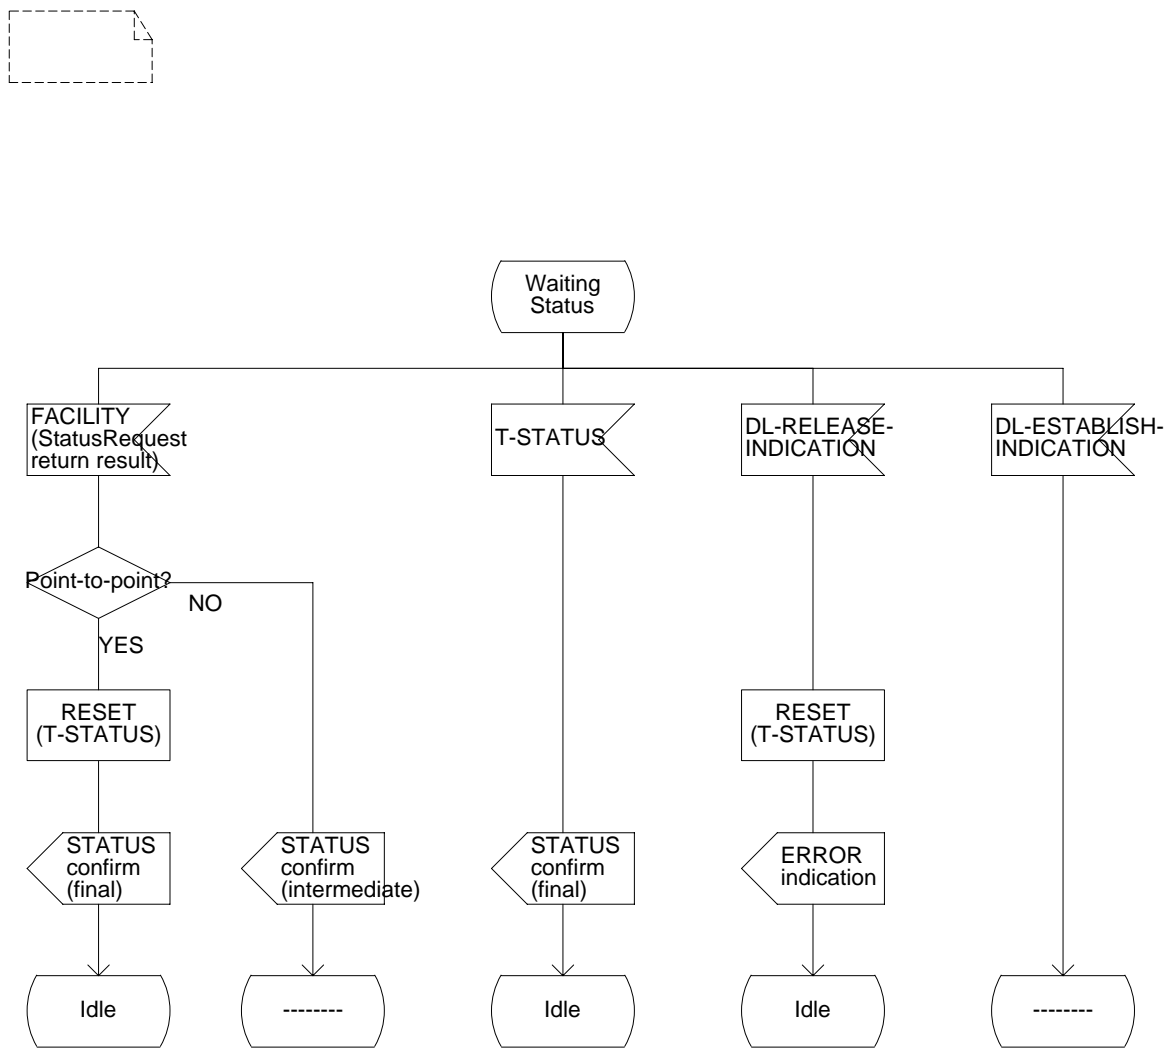 Waiting
Status
FACILITY
(StatusRequest
return result)
T-STATUS
DL-RELEASE-
INDICATION
DL-ESTABLISH-
INDICATION
Point-to-point?
NO
YES
RESET
(T-STATUS)
RESET
(T-STATUS)
STATUS
confirm
(final)
STATUS
confirm
(intermediate)
STATUS
confirm
(final)
ERROR
indication
Idle
--------
Idle
Idle
--------